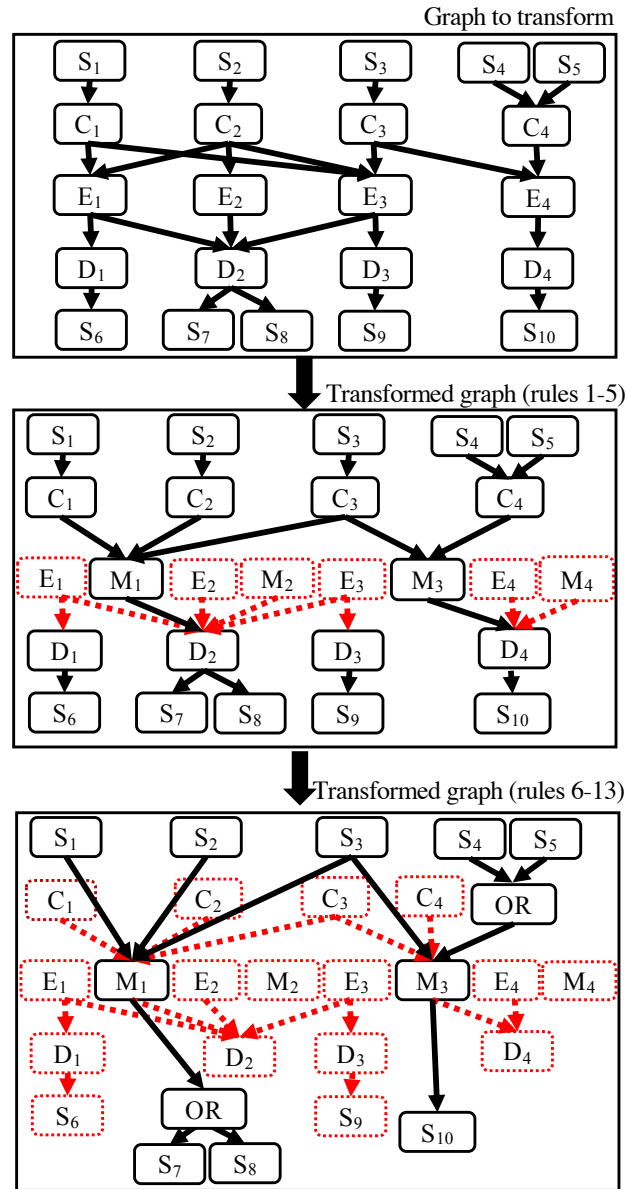 Graph to transform
S₁ S₂ S₃ S₄ S₅
C₁ C₂ C₃ C₄
E₁ E₂ E₃ E₄
D₁ D₂ D₃ D₄
S₆ S₇ S₈ S₉ S₁₀
Transformed graph (rules 1-5)
S₁ S₂ S₃ S₄ S₅
C₁ C₂ C₃ C₄
E₁ M₁ E₂ M₂ E₃ M₃ E₄ M₄
D₁ D₂ D₃ D₄
S₆ S₇ S₈ S₉ S₁₀
Transformed graph (rules 6-13)
S₁ S₂ S₃ S₄ S₅
C₁ C₂ C₃ C₄ OR
E₁ M₁ E₂ M₂ E₃ M₃ E₄ M₄
D₁ D₂ D₃ D₄
S₆ OR S₉ S₁₀
S₇ S₈